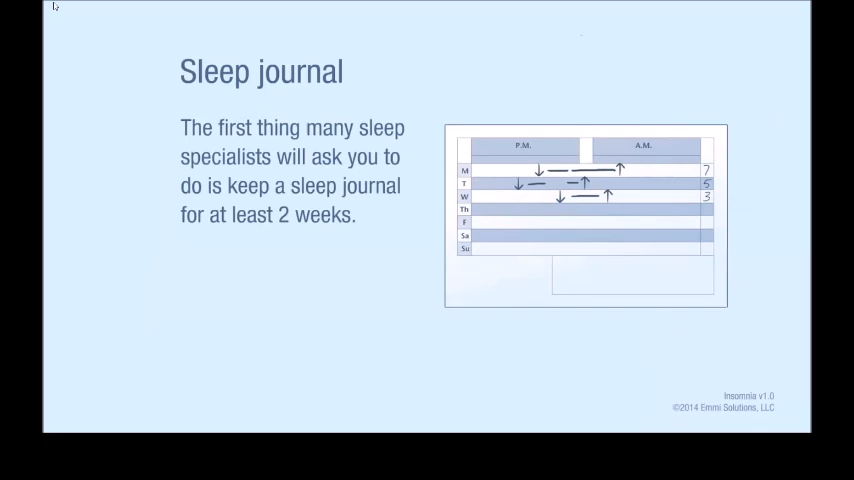 Sleep journal
The first thing many sleep
specialists will ask you to
do is keep a sleep journal
for at least 2 weeks.
P.M. A.M.
M 7
T 5
W 3
Th
F
Sa
Su
Insomnia v1.0
©2014 Emmi Solutions, LLC